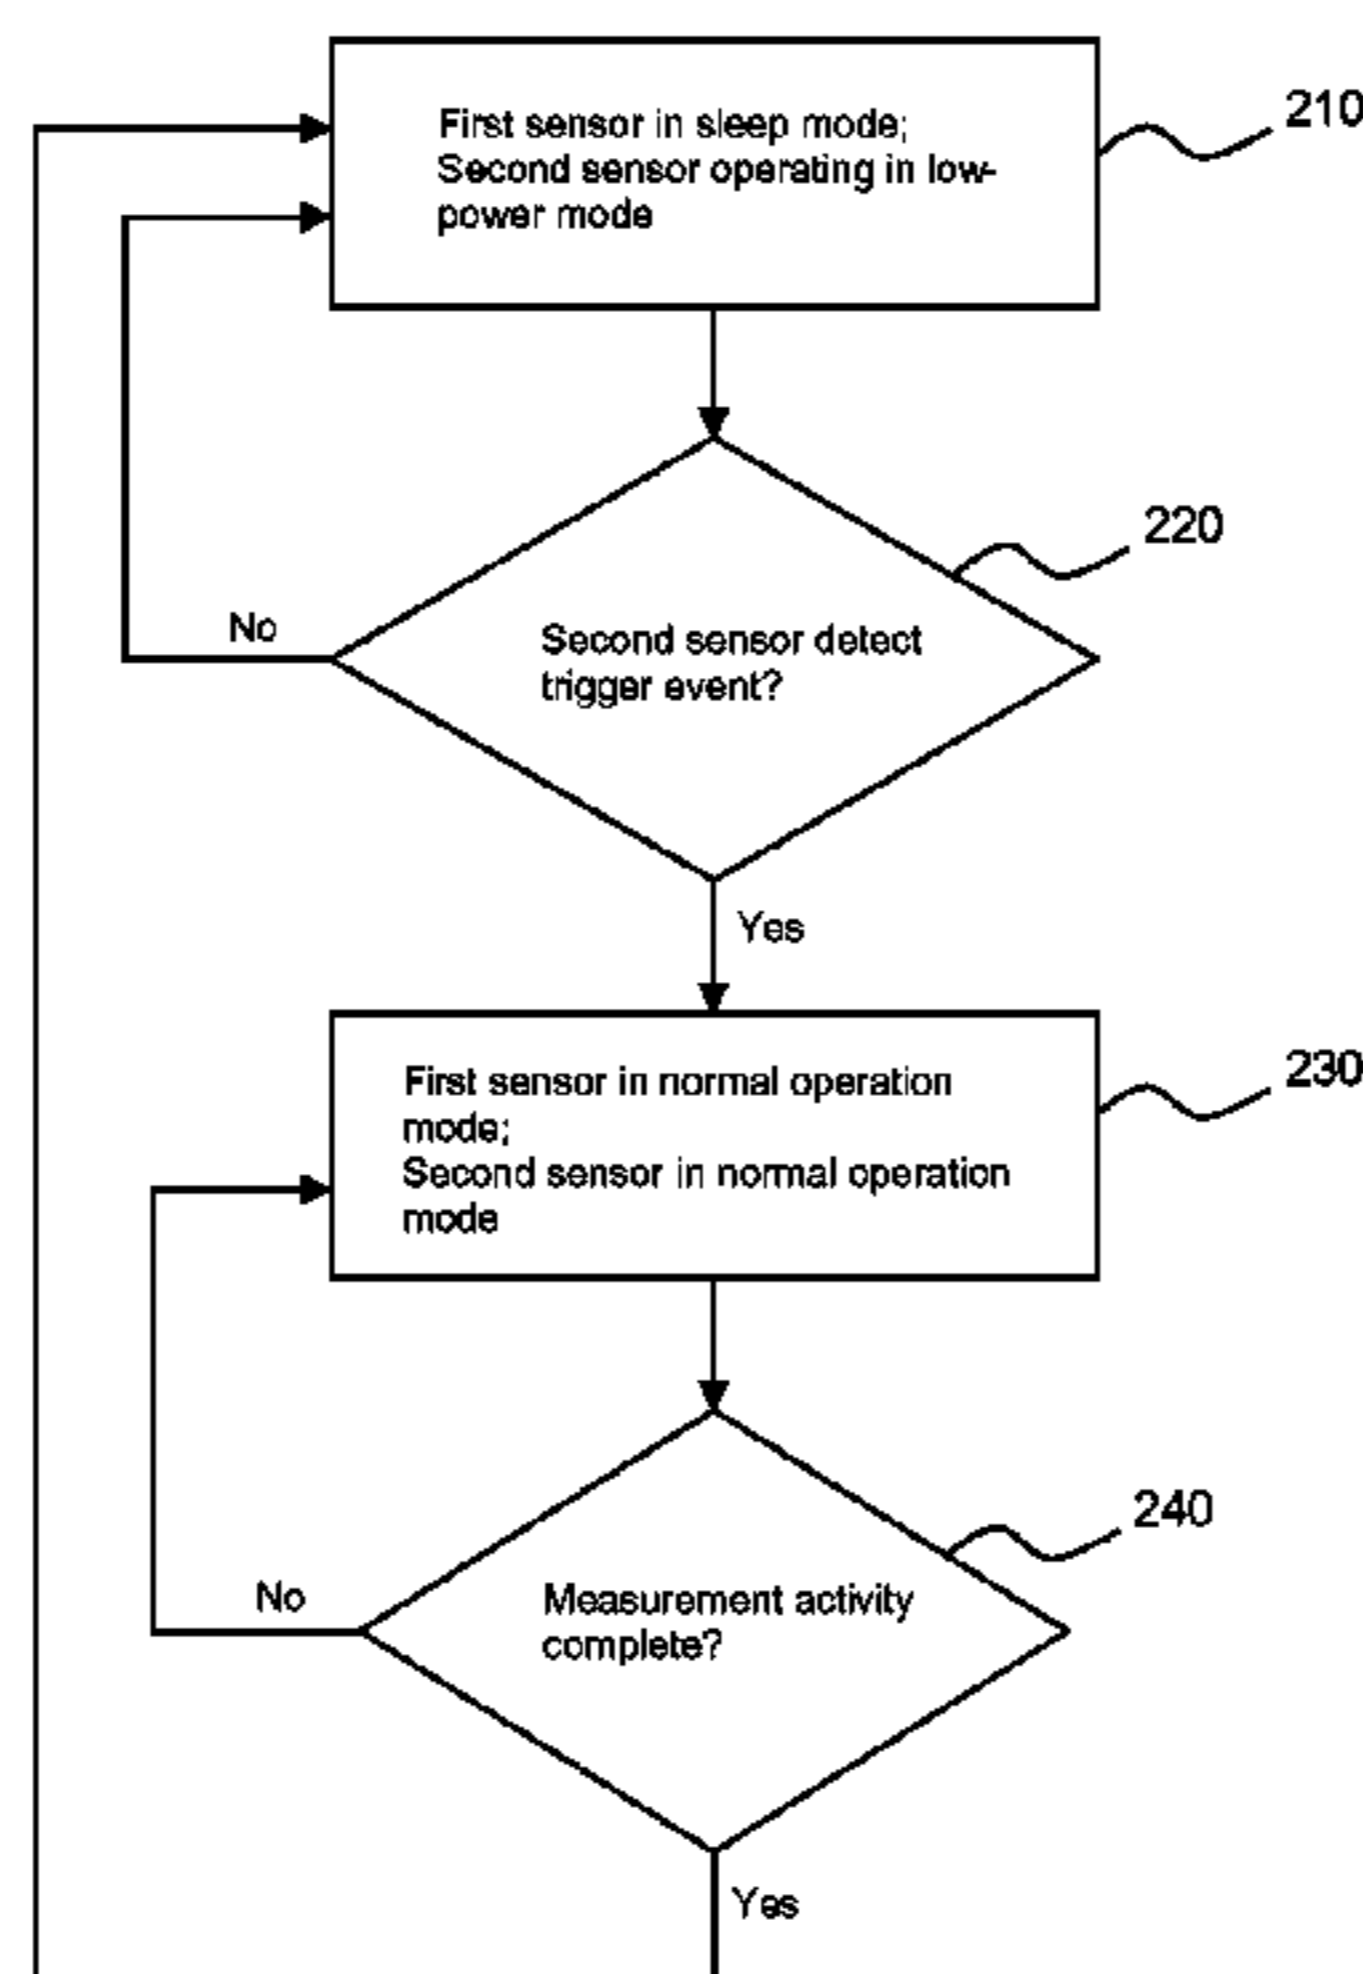 First sensor in sleep mode;
Second sensor operating in low-
power mode
210
220
No
Second sensor detect
trigger event?
Yes
First sensor in normal operation
mode;
Second sensor in normal operation
mode
230
240
No
Measurement activity
complete?
Yes